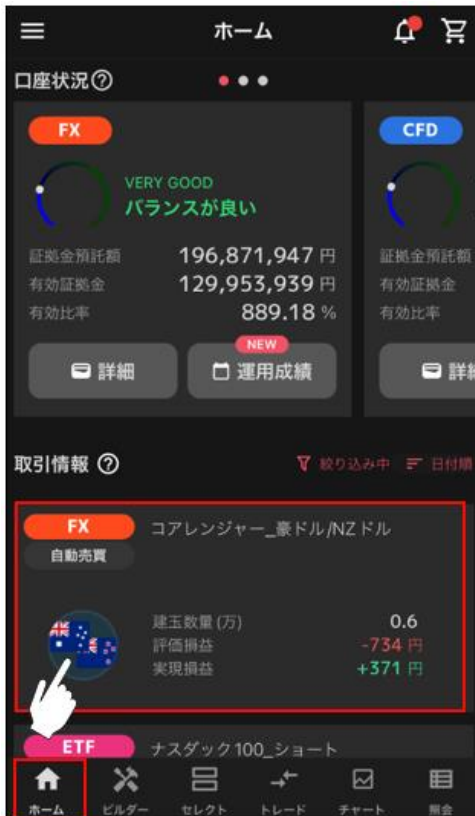 ホーム
口座状況?
FX
CFD
VERY GOOD
バランスが良い
証拠金預託額 196,871,947 円
有効証拠金 129,953,939 円
有効比率 889.18 %
証拠金預託額
有効証拠金
有効比率
NEW
詳細
運用成績
詳細
取引情報 ?
絞り込み中
日付順
FX
コアレンジャー_豪ドル/NZドル
自動売買
建玉数量(万) 0.6
評価損益 -734 円
実現損益 +371 円
ETF
ナスダック100_ショート
ホーム
ビルダー
セレクト
トレード
チャート
照会